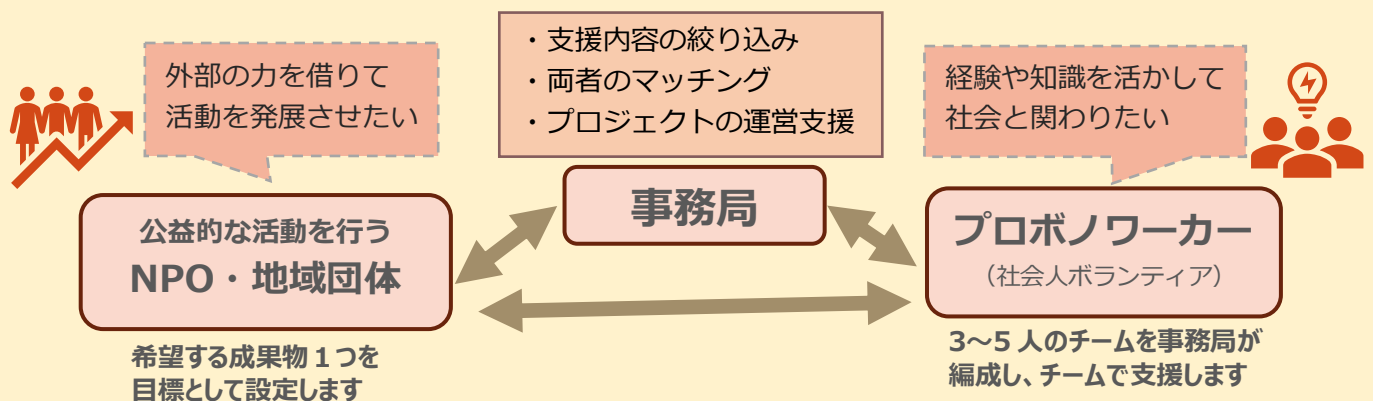 外部の力を借りて
活動を発展させたい
公益的な活動を行う
NPO・地域団体
希望する成果物１つを
目標として設定します
・支援内容の絞り込み
・両者のマッチング
・プロジェクトの運営支援
事務局
経験や知識を活かして
社会と関わりたい
プロボノワーカー
（社会人ボランティア）
3～5 人のチームを事務局が
編成し、チームで支援します